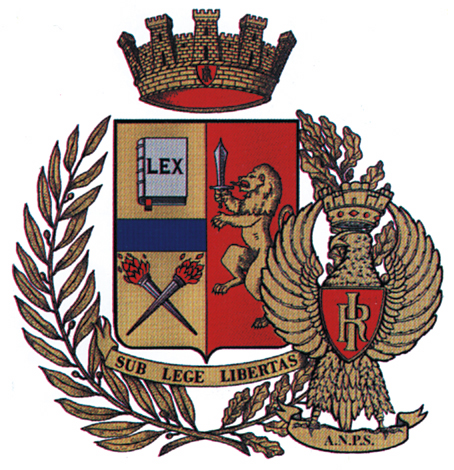 LEX
SUB LEGE LIBERTAS
RI
A.N.P.S.